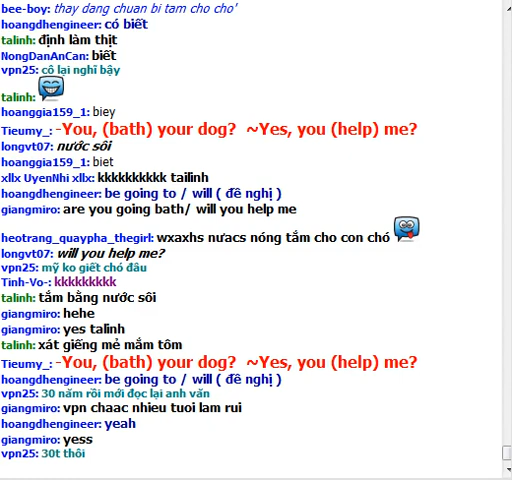 bee-boy: thay dang chuan bi tam cho cho'
hoangdhengineer: có biết
talinh: định làm thịt
NongDanAnCan: biết
vpn25: cô lại nghĩ bậy
talinh:
hoanggia159_1: biey
Tieumy_: -You, (bath) your dog? ~Yes, you (help) me?
longvt07: nước sôi
hoanggia159_1: biet
xllx UyenNhi xllx: kkkkkkkkkk tailinh
hoangdhengineer: be going to / will ( đề nghị )
giangmiro: are you going bath/ will you help me
heotrang_quaypha_thegirl: wxaxhs nưacs nóng tắm cho con chó
longvt07: will you help me?
vpn25: mỹ ko giết chó đâu
Tinh-Vo-: kkkkkkkkk
talinh: tắm bằng nước sôi
giangmiro: hehe
giangmiro: yes talinh
talinh: xát giếng mẻ mắm tôm
Tieumy_: -You, (bath) your dog? ~Yes, you (help) me?
hoangdhengineer: be going to / will ( đề nghị )
vpn25: 30 năm rồi mới đọc lại anh văn
giangmiro: vpn chaac nhieu tuoi lam rui
hoangdhengineer: yeah
giangmiro: yess
vpn25: 30t thôi